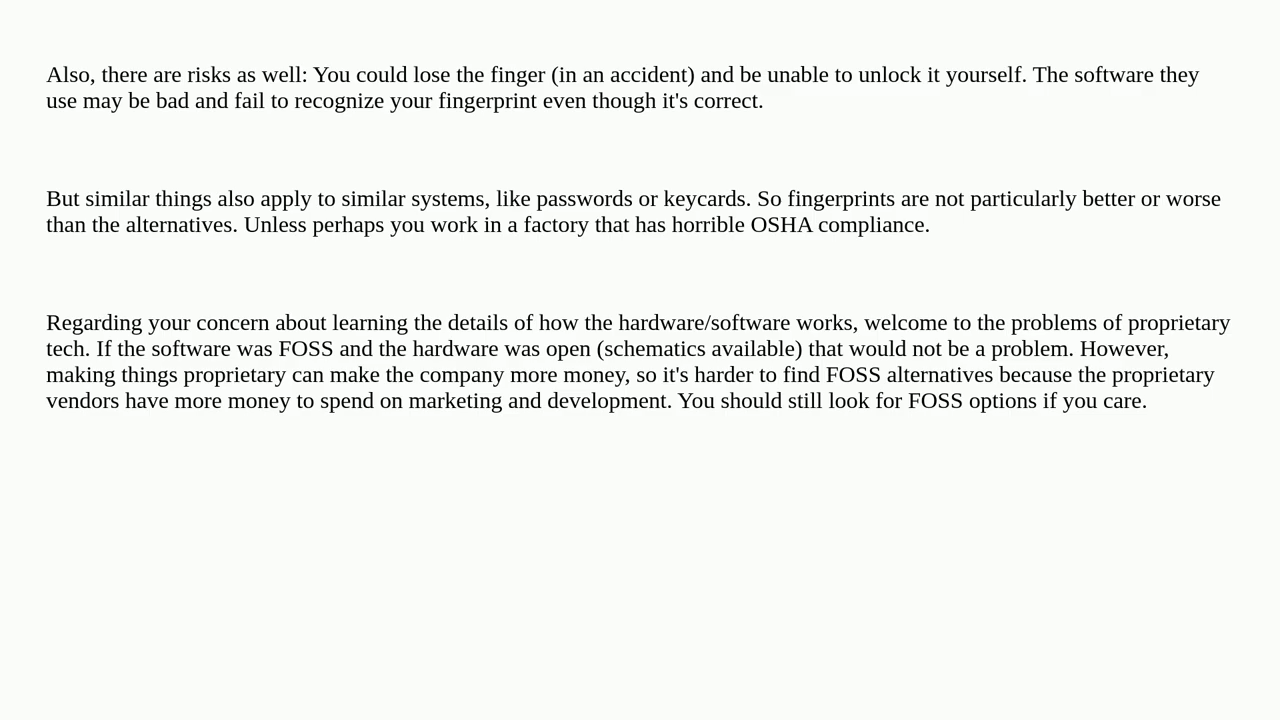 Also, there are risks as well: You could lose the finger (in an accident) and be unable to unlock it yourself. The software they
use may be bad and fail to recognize your fingerprint even though it's correct.
But similar things also apply to similar systems, like passwords or keycards. So fingerprints are not particularly better or worse
than the alternatives. Unless perhaps you work in a factory that has horrible OSHA compliance.
Regarding your concern about learning the details of how the hardware/software works, welcome to the problems of proprietary
tech. If the software was FOSS and the hardware was open (schematics available) that would not be a problem. However,
making things proprietary can make the company more money, so it's harder to find FOSS alternatives because the proprietary
vendors have more money to spend on marketing and development. You should still look for FOSS options if you care.